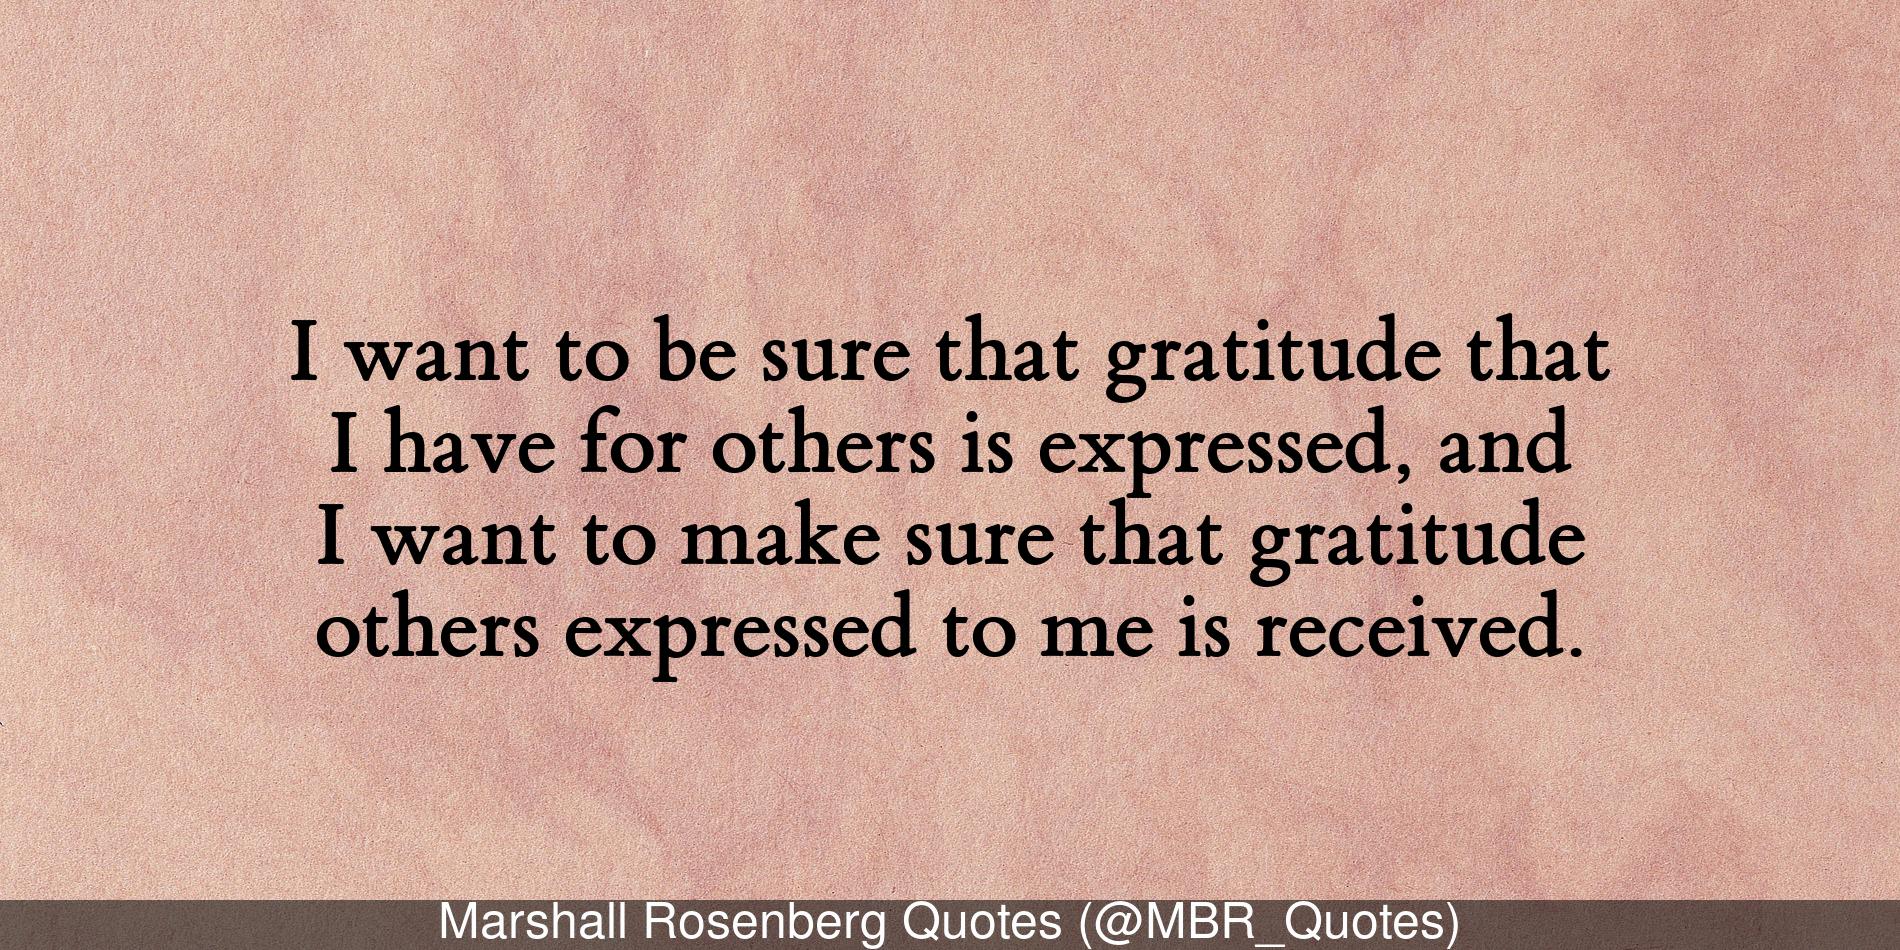 I want to be sure that gratitude that
I have for others is expressed, and
I want to make sure that gratitude
others expressed to me is received.
Marshall Rosenberg Quotes (@MBR_Quotes)